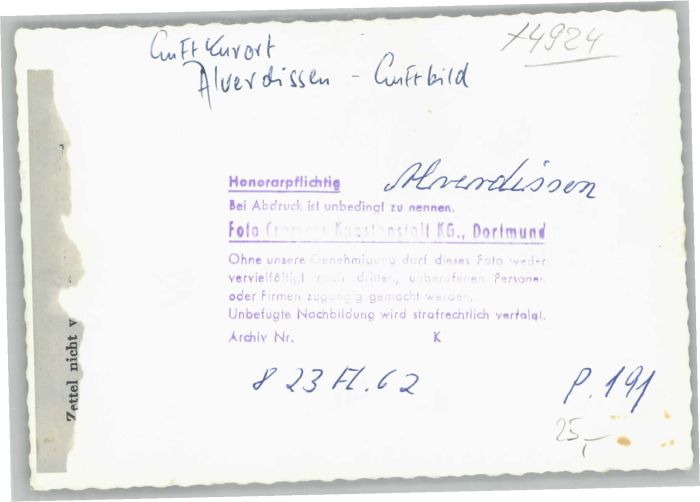 Luftkurort
Alverdissen - Luftbild
+4924
Honorarpflichtig
Alverdissen
Bei Abdruck ist unbedingt zu nennen.
Foto Cramers Kunstanstalt KG., Dortmund
Ohne unsere Genehmigung darf dieses Foto weder
vervielfältigt noch dritten, unberufenen Personen
oder Firmen zugängig gemacht werden.
Unbefugte Nachbildung wird strafrechtlich verfolgt.
Archiv Nr. K
8 23 Fl. 62
P. 191
25,-
Zettel nicht v